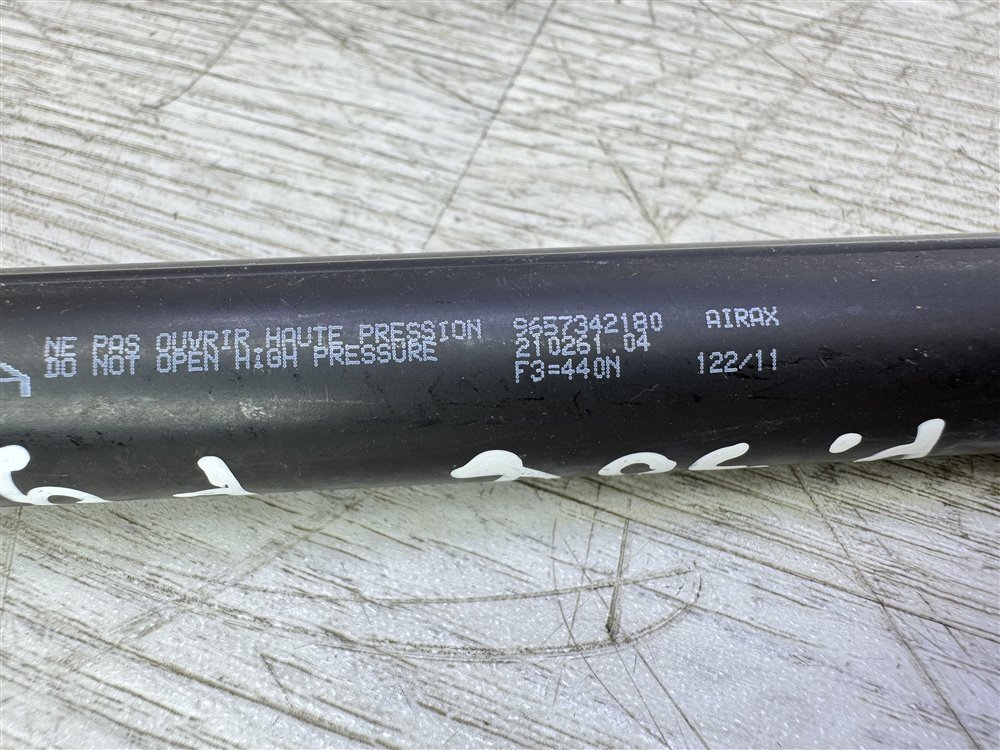 NE PAS OUVRIR HAUTE PRESSION 9657342180 AIRAX
DO NOT OPEN HIGH PRESSURE 210261.04
F3=440N 122/11